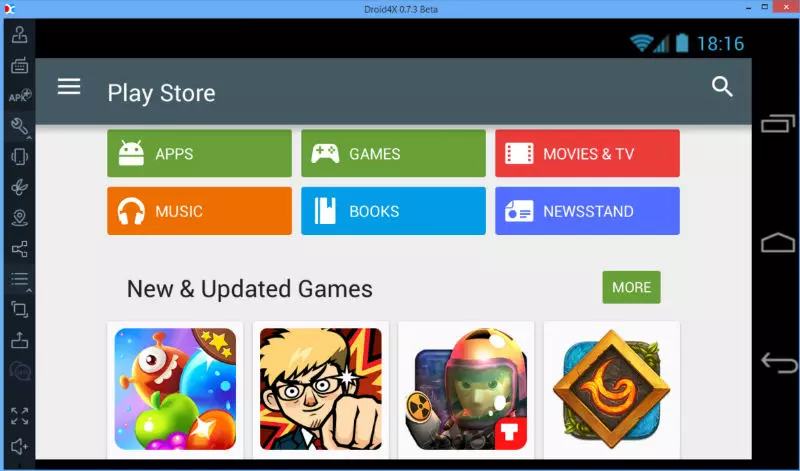 Droid4X 0.7.3 Beta
18:16
APK
Play Store
APPS
GAMES
MOVIES & TV
MUSIC
BOOKS
NEWSSTAND
New & Updated Games
MORE
T